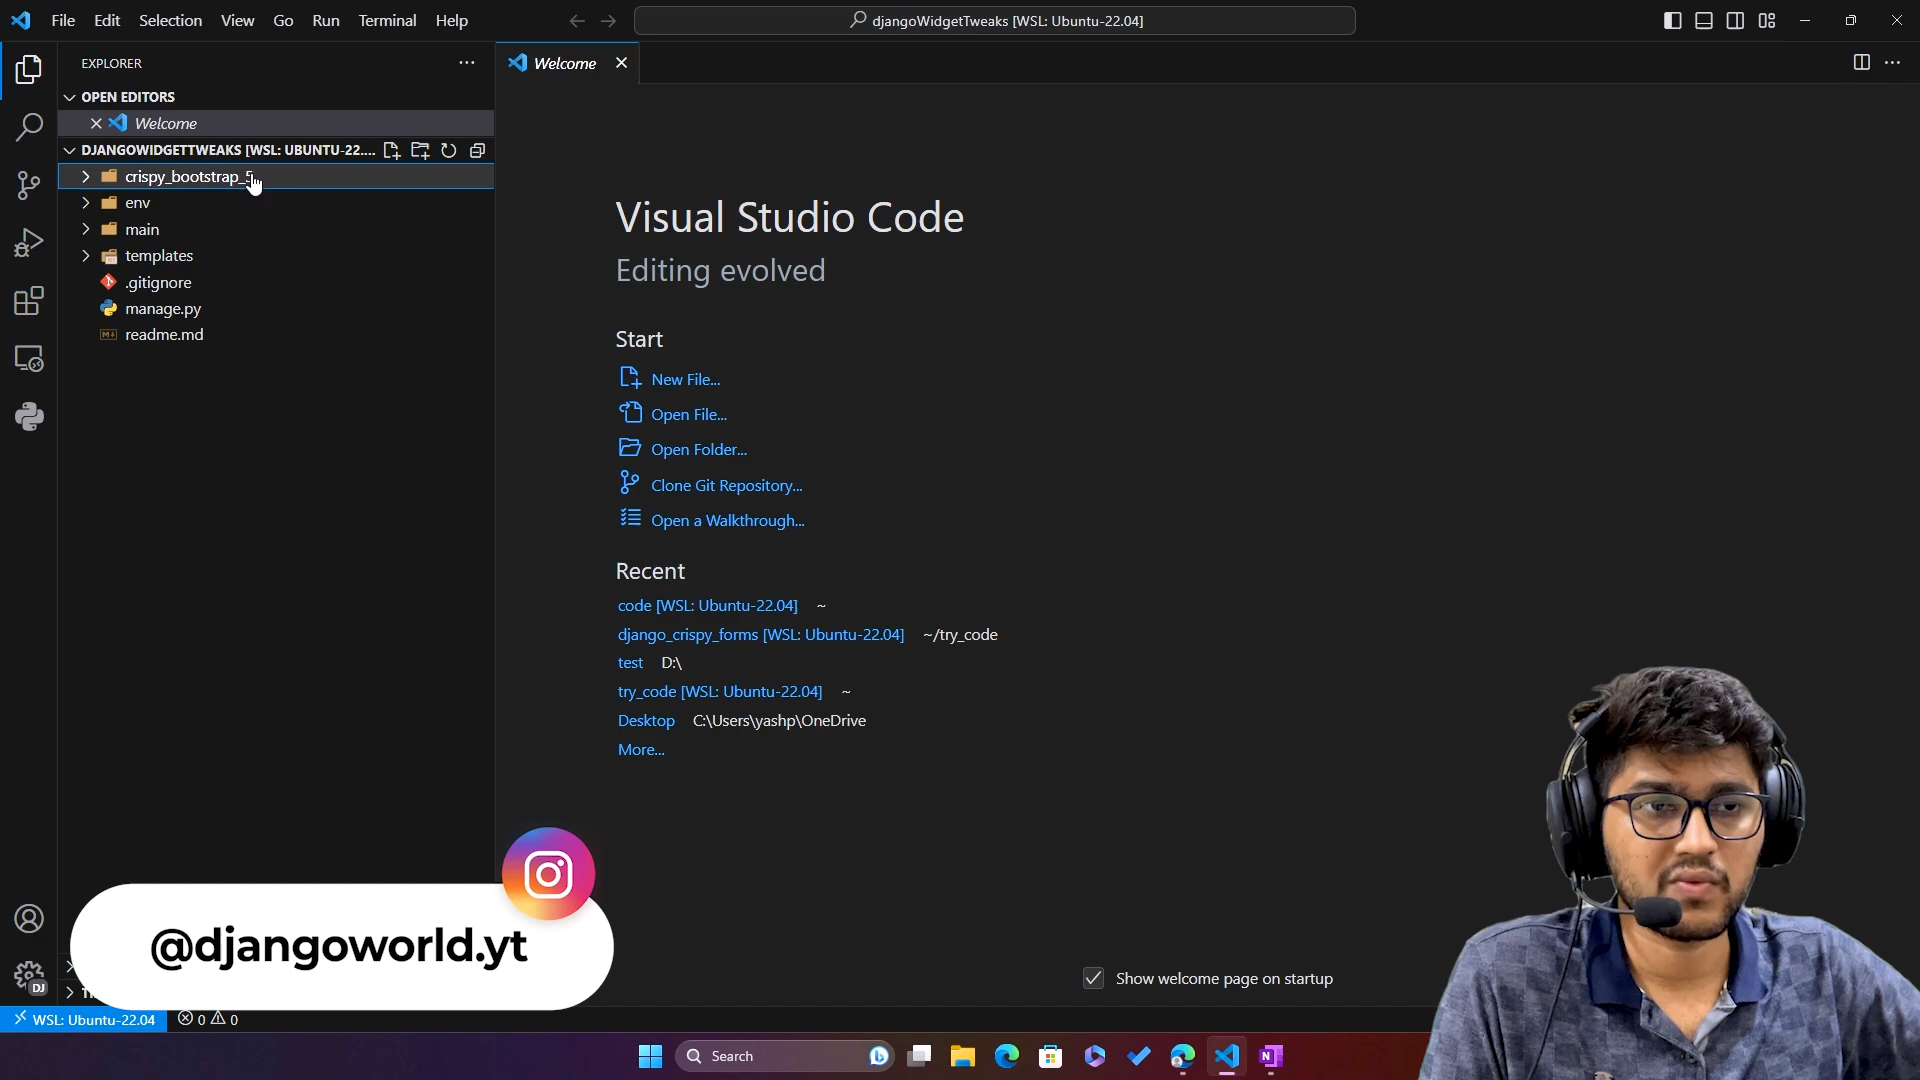 File Edit Selection View Go Run Terminal Help
djangoWidgetTweaks [WSL: Ubuntu-22.04]
EXPLORER
Welcome
OPEN EDITORS
Welcome
DJANGOWIDGETTWEAKS [WSL: UBUNTU-22....
crispy_bootstrap_5
env
main
templates
.gitignore
manage.py
readme.md
Visual Studio Code
Editing evolved
Start
New File...
Open File...
Open Folder...
Clone Git Repository...
Open a Walkthrough...
Recent
code [WSL: Ubuntu-22.04] ~
django_crispy_forms [WSL: Ubuntu-22.04] ~/try_code
test D:\
try_code [WSL: Ubuntu-22.04] ~
Desktop C:\Users\yashp\OneDrive
More...
@djangoworld.yt
Show welcome page on startup
DJ
WSL: Ubuntu-22.04 0 0
Search